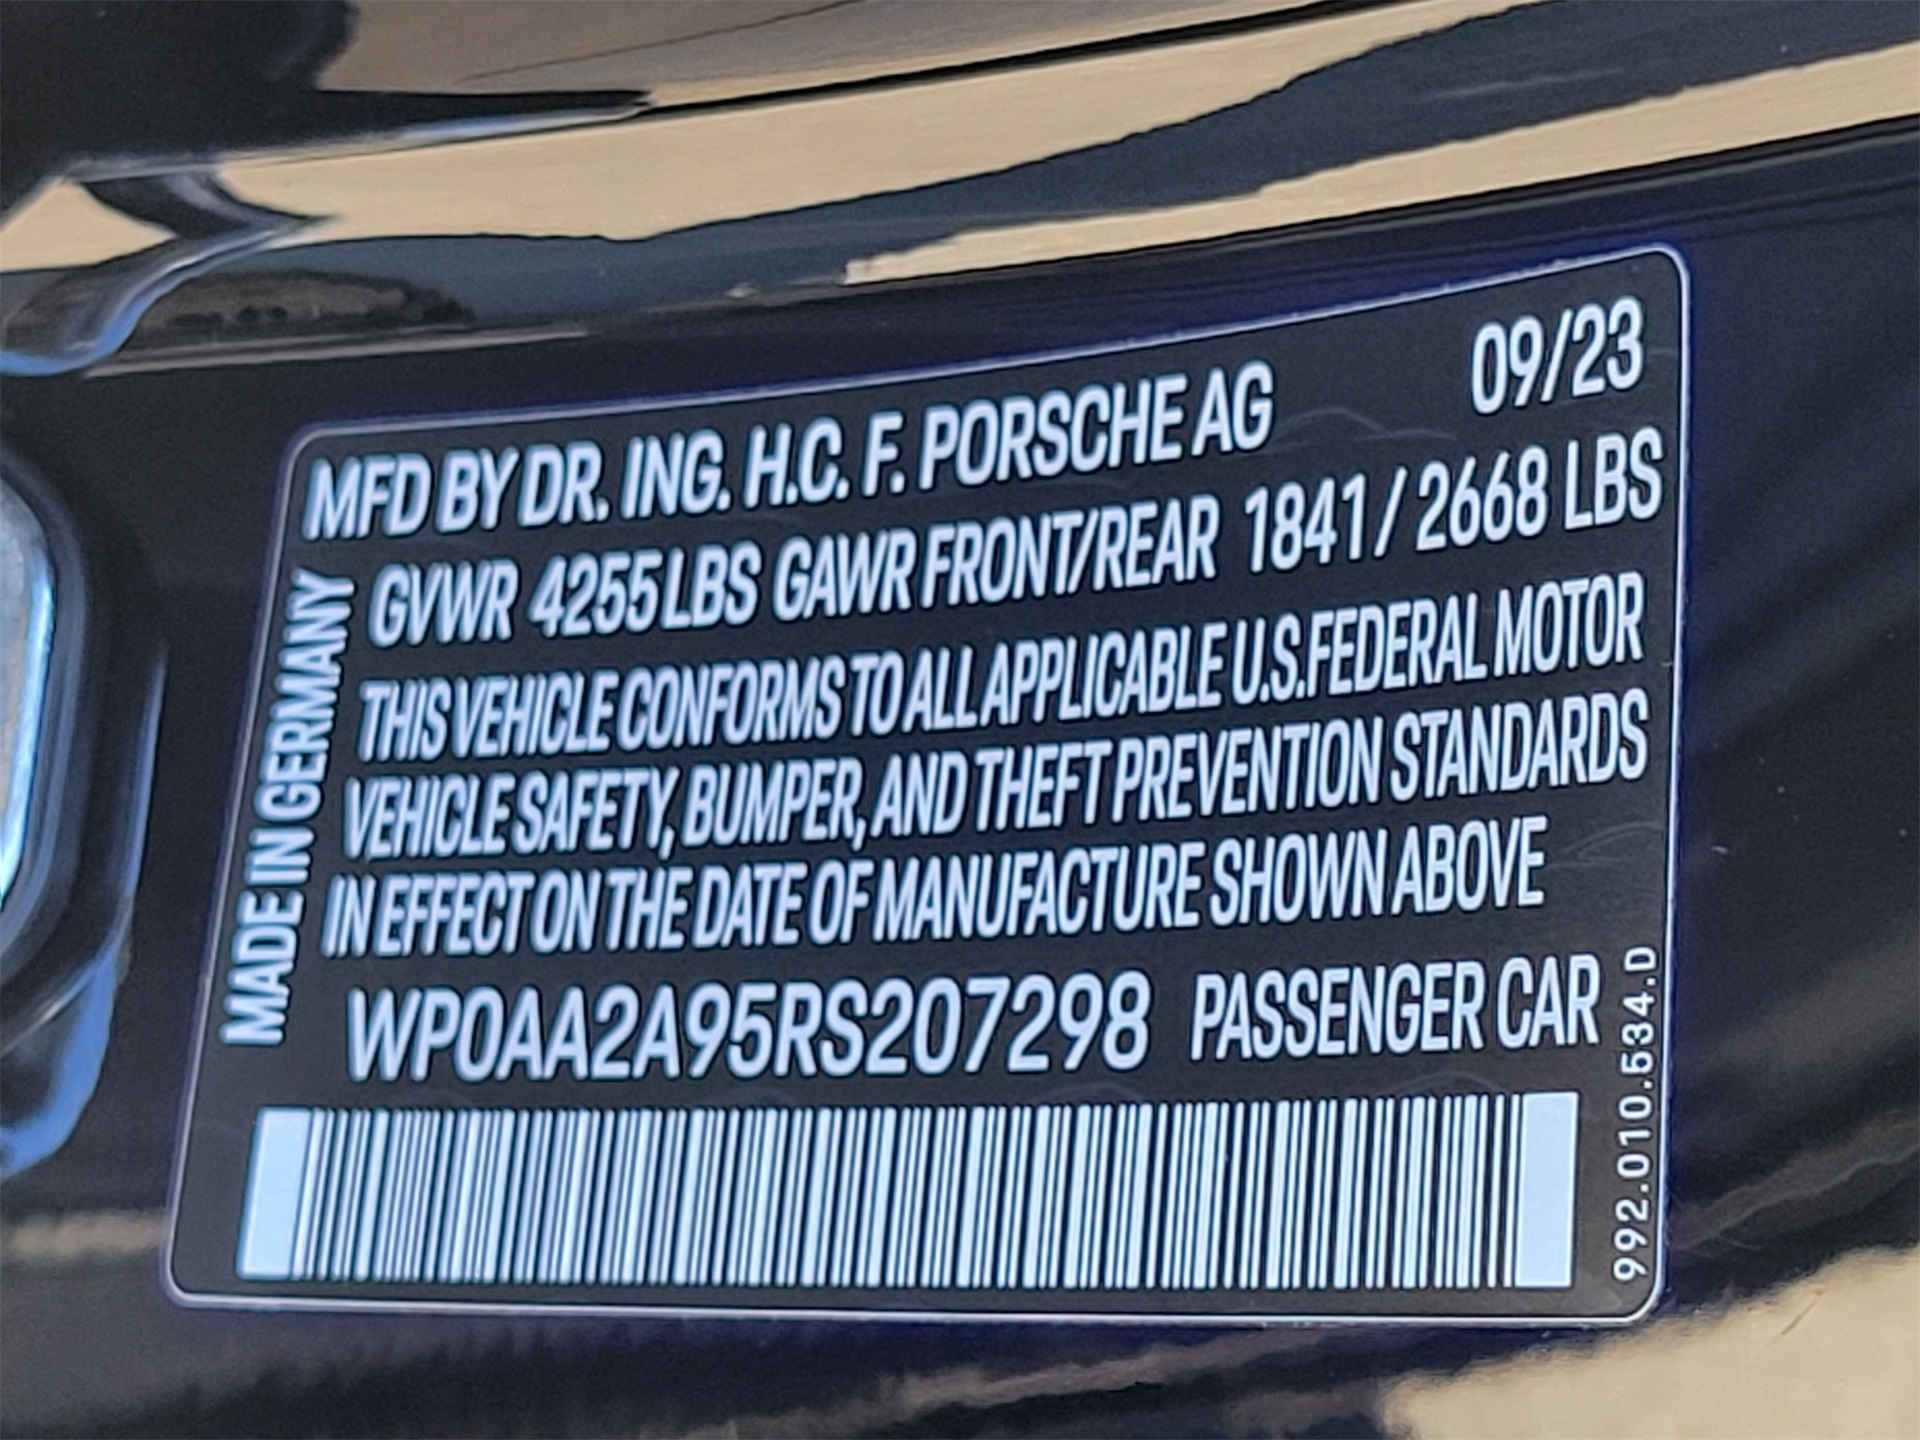 MFD BY DR. ING. H.C. F. PORSCHE AG 09/23
GVWR 4255 LBS GAWR FRONT/REAR 1841 / 2668 LBS
THIS VEHICLE CONFORMS TO ALL APPLICABLE U.S.FEDERAL MOTOR
VEHICLE SAFETY, BUMPER, AND THEFT PREVENTION STANDARDS
IN EFFECT ON THE DATE OF MANUFACTURE SHOWN ABOVE
WP0AA2A95RS207298 PASSENGER CAR
MADE IN GERMANY
992.010.534.D